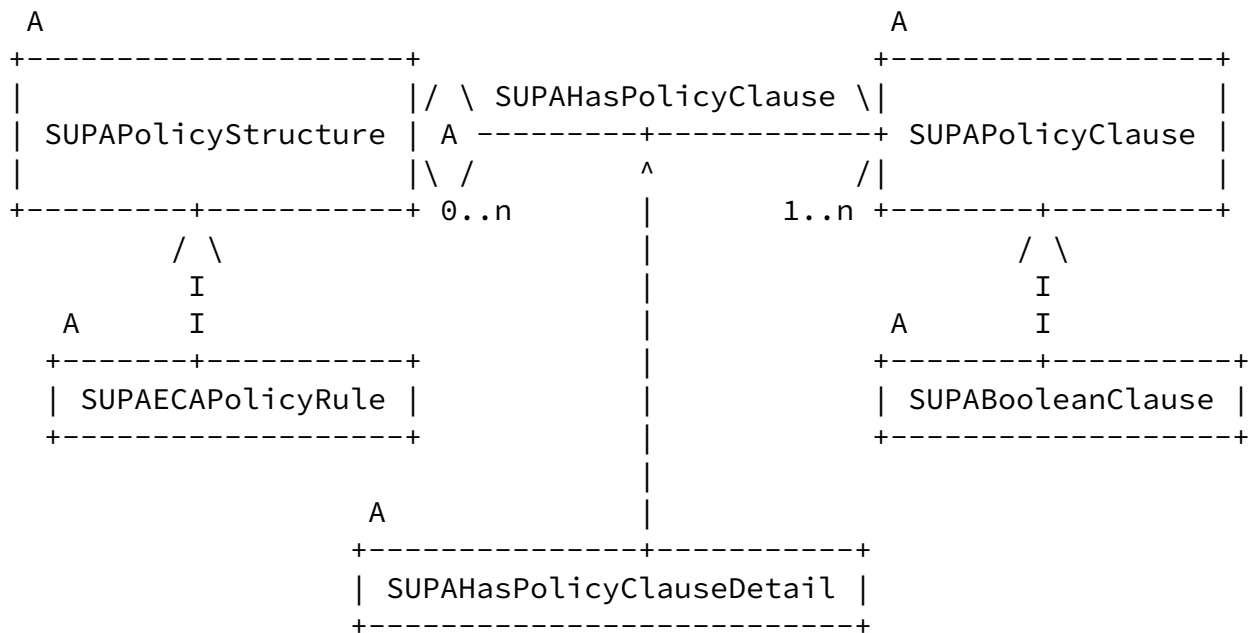 A A
SUPAHasPolicyClause
SUPAPolicyStructure A SUPAPolicyClause
0..n 1..n
I I
A I A I
SUPAECAPolicyRule SUPABooleanClause
A
SUPAHasPolicyClauseDetail